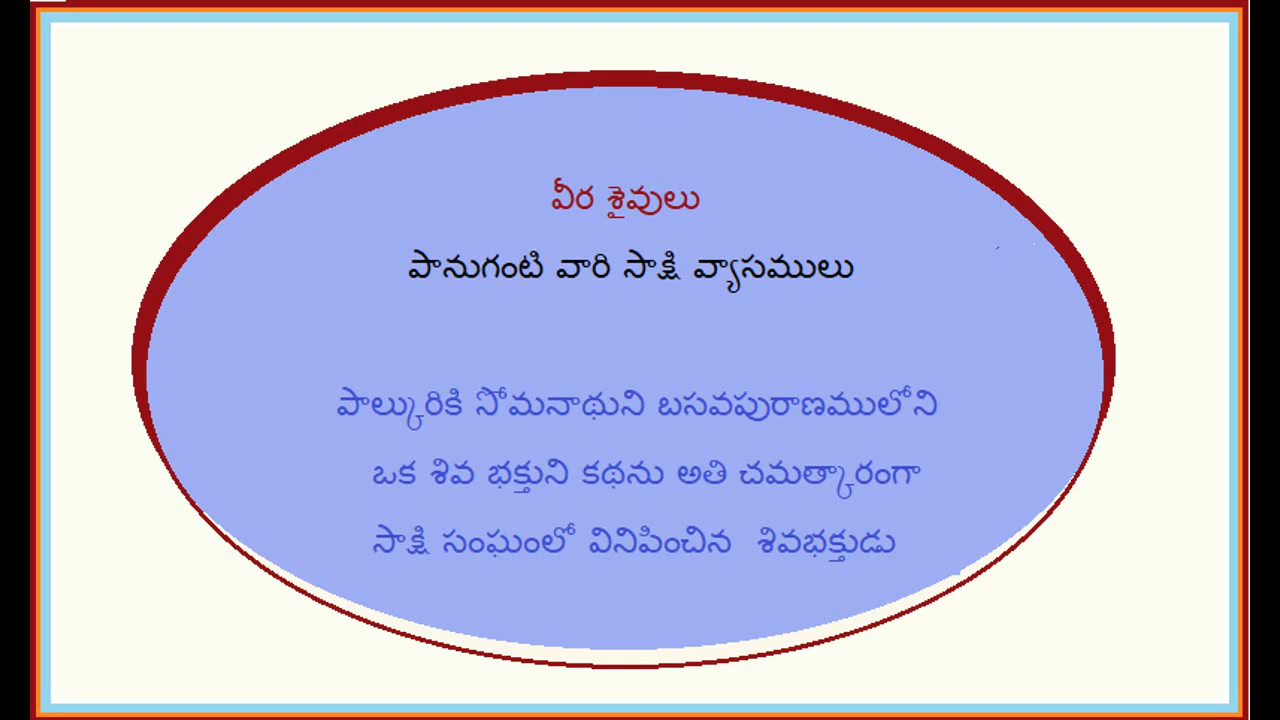 వీర శైవులు
పానుగంటి వారి సాక్షి వ్యాసములు
పాల్కురికి సోమనాథుని బసవపురాణములోని
ఒక శివ భక్తుని కథను అతి చమత్కారంగా
సాక్షి సంఘంలో వినిపించిన శివభక్తుడు